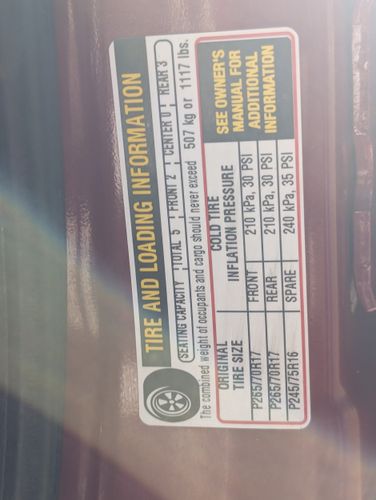 TIRE AND LOADING INFORMATION
SEATING CAPACITY TOTAL 5 FRONT 2 CENTER 0 REAR 3
The combined weight of occupants and cargo should never exceed 507 kg or 1117 lbs.
ORIGINAL TIRE SIZE COLD TIRE INFLATION PRESSURE
P265/70R17 FRONT 210 kPa, 30 PSI
P265/70R17 REAR 210 kPa, 30 PSI
P245/75R16 SPARE 240 kPa, 35 PSI
SEE OWNER'S
MANUAL FOR
ADDITIONAL
INFORMATION